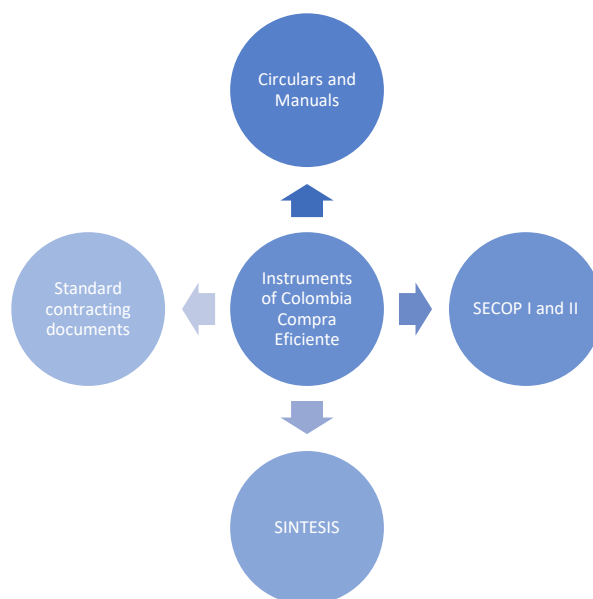 Circulars and
Manuals
Standard
contracting
documents
Instruments
of Colombia
Compra
Eficiente
SECOP I and II
SINTESIS